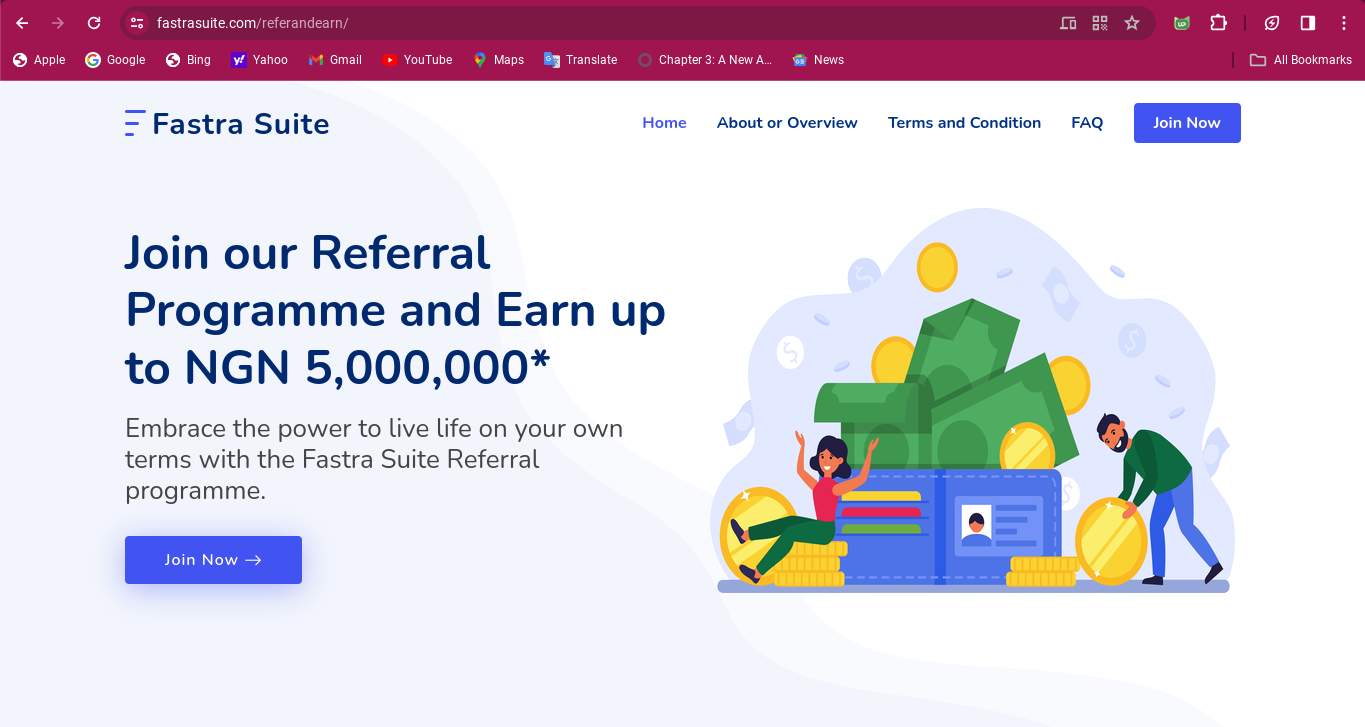 fastrasuite.com/referandearn/
Apple Google Bing Yahoo Gmail YouTube Maps Translate Chapter 3: A New A... News All Bookmarks
Fastra Suite
Home About or Overview Terms and Condition FAQ Join Now
Join our Referral
Programme and Earn up
to NGN 5,000,000*
Embrace the power to live life on your own
terms with the Fastra Suite Referral
programme.
Join Now →